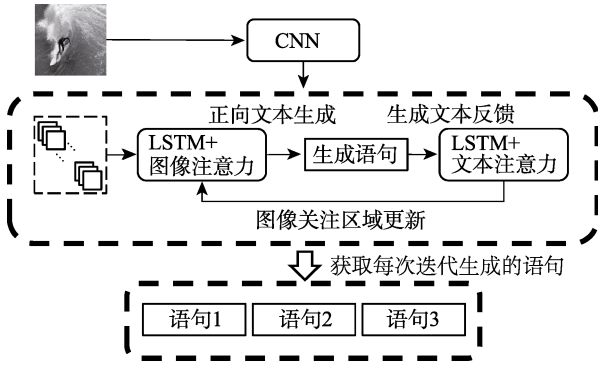 CNN
正向文本生成
生成文本反馈
LSTM+
图像注意力
生成语句
LSTM+
文本注意力
图像关注区域更新
获取每次迭代生成的语句
语句1
语句2
语句3